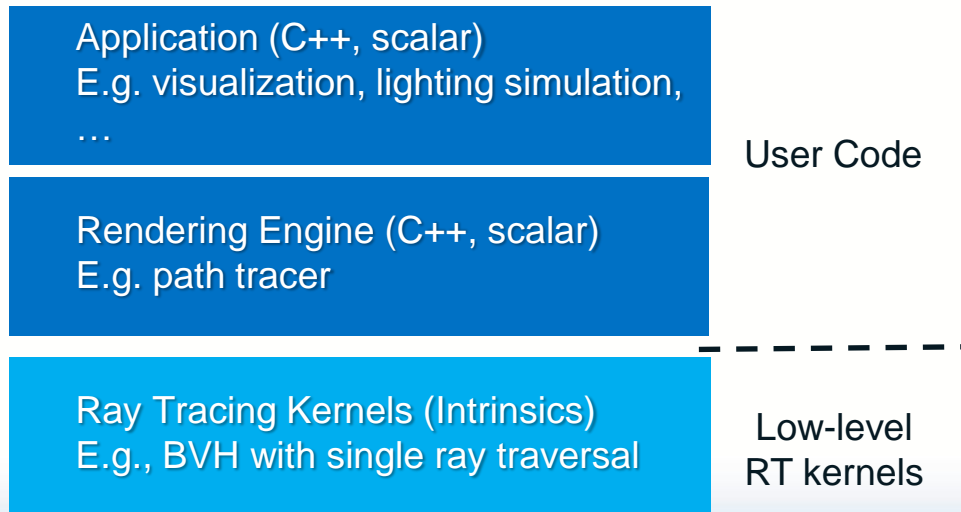 Application (C++, scalar)
E.g. visualization, lighting simulation,
…
User Code
Rendering Engine (C++, scalar)
E.g. path tracer
Ray Tracing Kernels (Intrinsics)
E.g., BVH with single ray traversal
Low-level
RT kernels